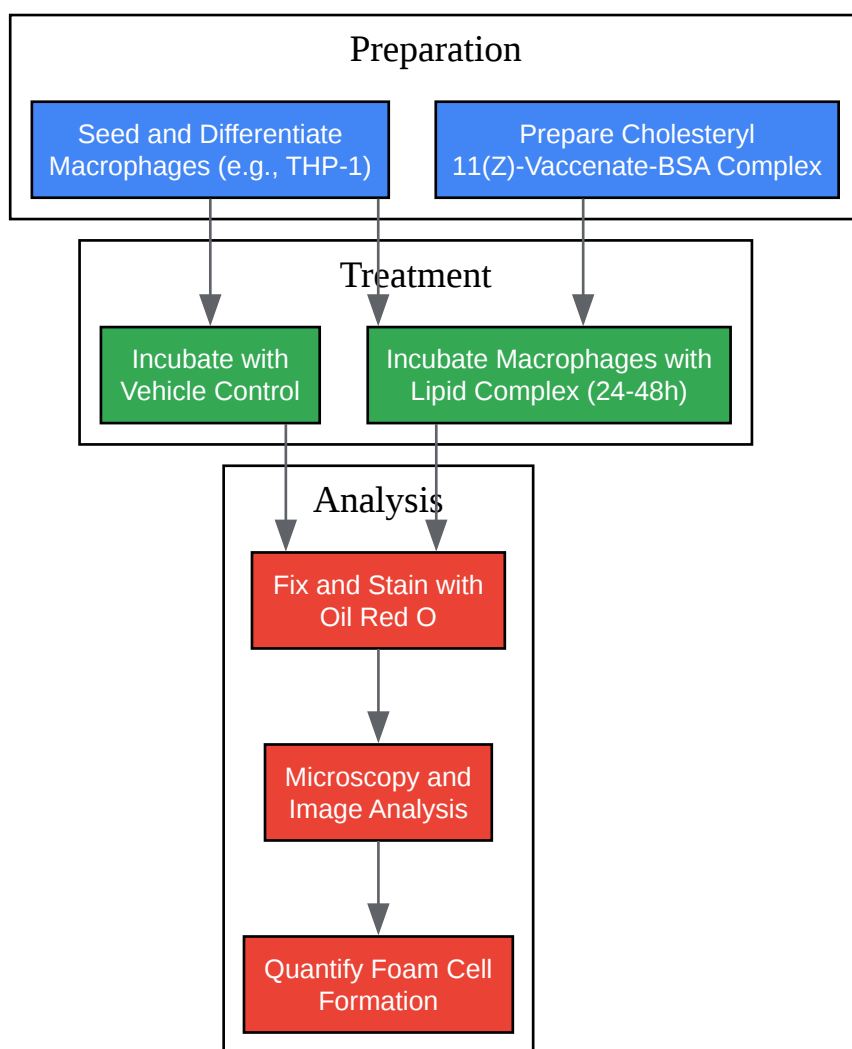 Preparation
Seed and Differentiate
Macrophages (e.g., THP-1)
Prepare Cholesteryl
11(Z)-Vaccenate-BSA Complex
Treatment
Incubate with
Vehicle Control
Incubate Macrophages with
Lipid Complex (24-48h)
Analysis
Fix and Stain with
Oil Red O
Microscopy and
Image Analysis
Quantify Foam Cell
Formation